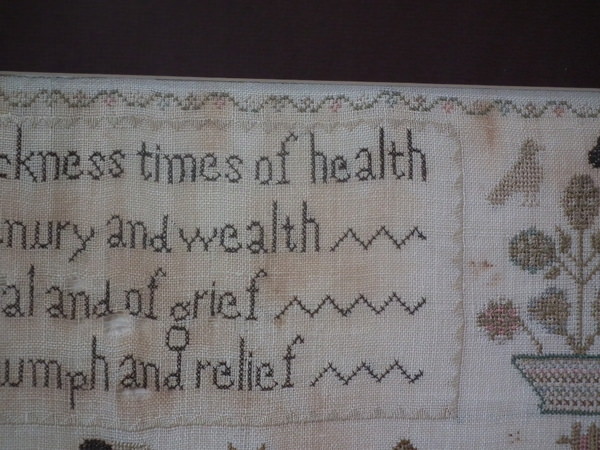 ckness times of health
nury and wealth
al and of grief
umph and relief